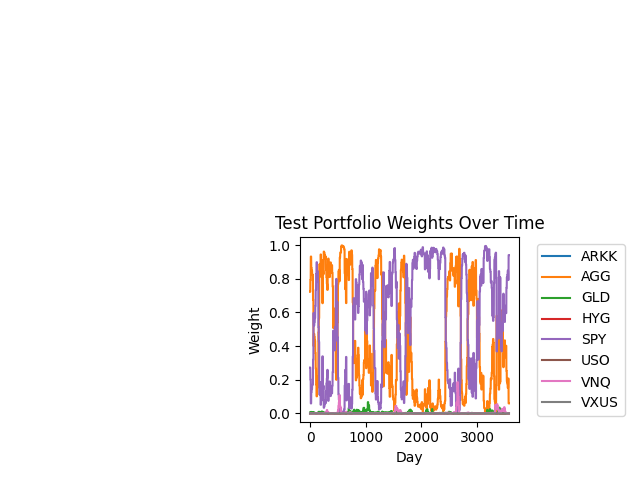 Test Portfolio Weights Over Time
Weight
1.0
0.8
0.6
0.4
0.2
0.0
0
1000
2000
3000
Day
ARKK
AGG
GLD
HYG
SPY
USO
VNQ
VXUS